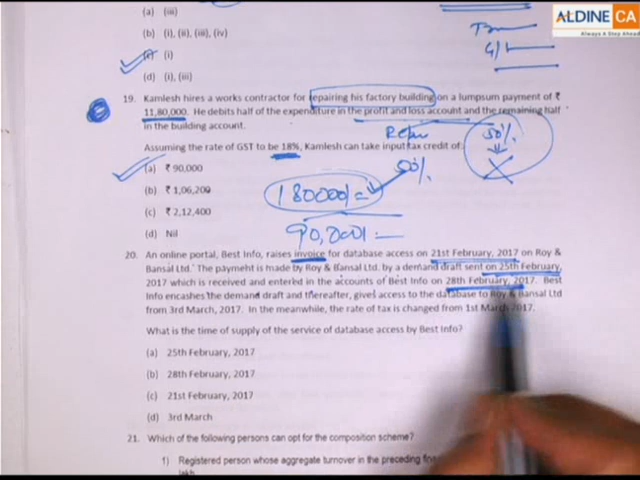 (a) (iii)
ALDINE CA
Always A Step Ahead
(b) (i), (ii), (iii), (iv)
(c) (i)
(d) (i), (iii)
19. Kamlesh hires a works contractor for repairing his factory building on a lumpsum payment of ₹
11,80,000. He debits half of the expenditure in the profit and loss account and the remaining half
in the building account.
50%
Assuming the rate of GST to be 18%, Kamlesh can take input tax credit of:
(a) ₹ 90,000
50%
(b) ₹ 1,06,200
180000/=
(c) ₹ 2,12,400
90,000/=
(d) Nil
20. An online portal, Best Info, raises invoice for database access on 21st February, 2017 on Roy &
Bansal Ltd. The payment is made by Roy & Bansal Ltd. by a demand draft sent on 25th February,
2017 which is received and entered in the accounts of Best Info on 28th February, 2017. Best
Info encashes the demand draft and thereafter, gives access to the database to Roy & Bansal Ltd
from 3rd March, 2017. In the meanwhile, the rate of tax is changed from 1st March 2017.
What is the time of supply of the service of database access by Best Info?
(a) 25th February, 2017
(b) 28th February, 2017
(c) 21st February, 2017
(d) 3rd March
21. Which of the following persons can opt for the composition scheme?
1) Registered person whose aggregate turnover in the preceding